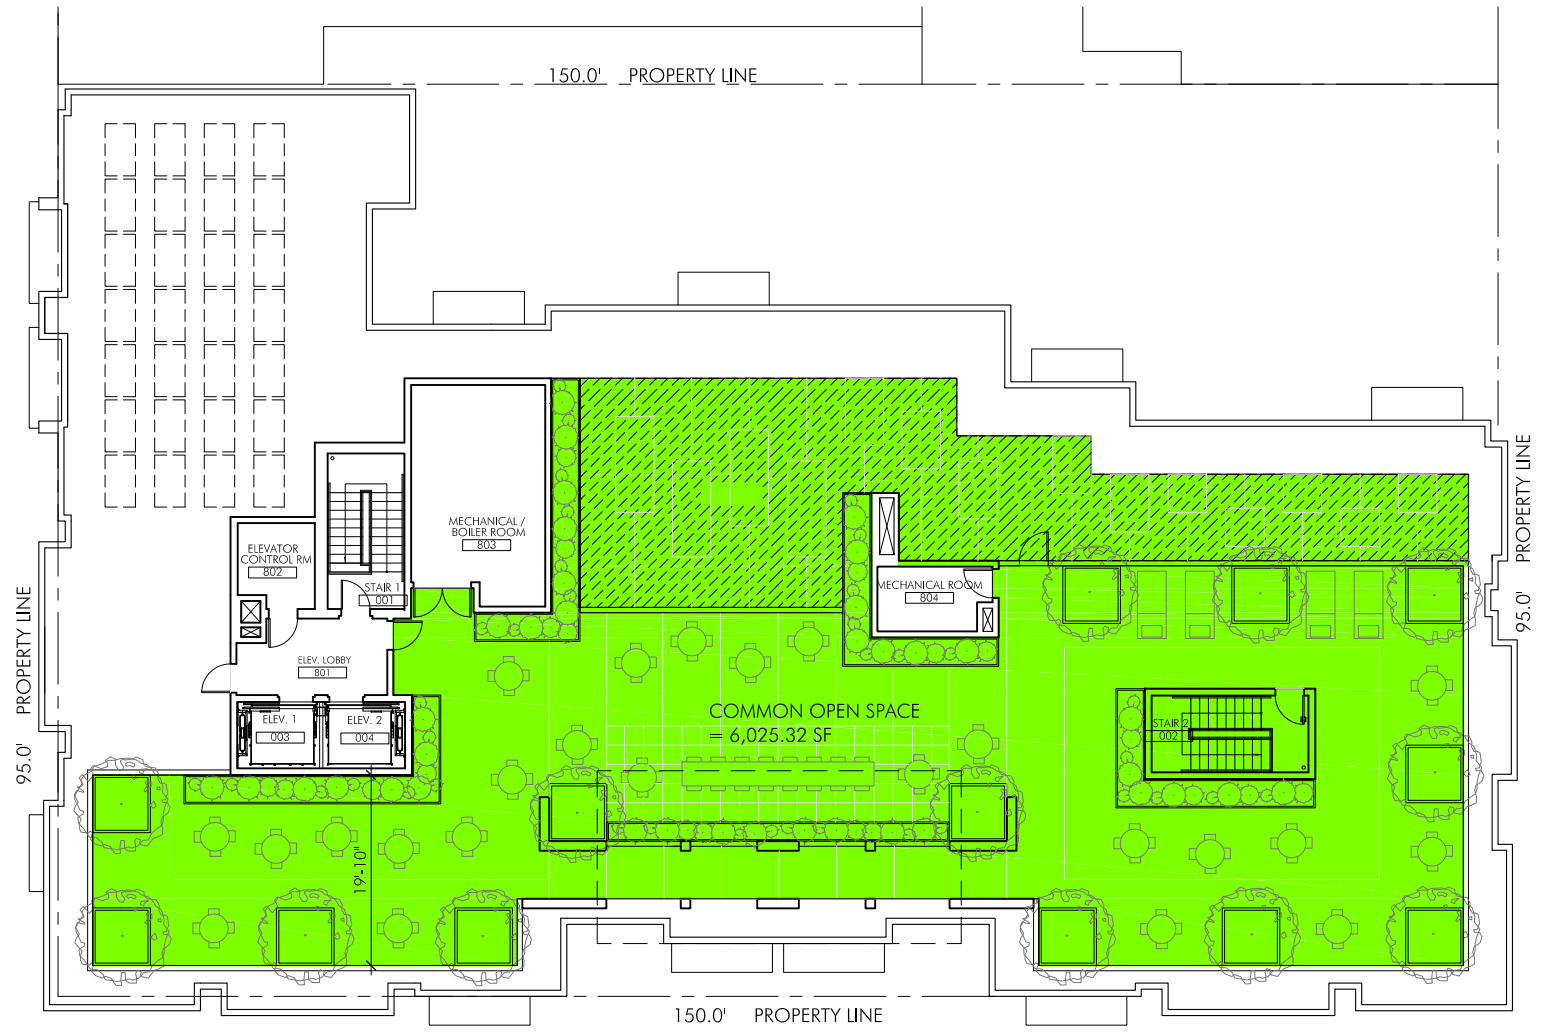 150.0' PROPERTY LINE
MECHANICAL /
BOILER ROOM
803
ELEVATOR
CONTROL RM
802
STAIR 1
001
MECHANICAL ROOM
804
95.0' PROPERTY LINE
ELEV. LOBBY
801
95.0' PROPERTY LINE
ELEV. 1
003
ELEV. 2
004
COMMON OPEN SPACE
= 6,025.32 SF
STAIR 2
002
19'-10"
150.0' PROPERTY LINE